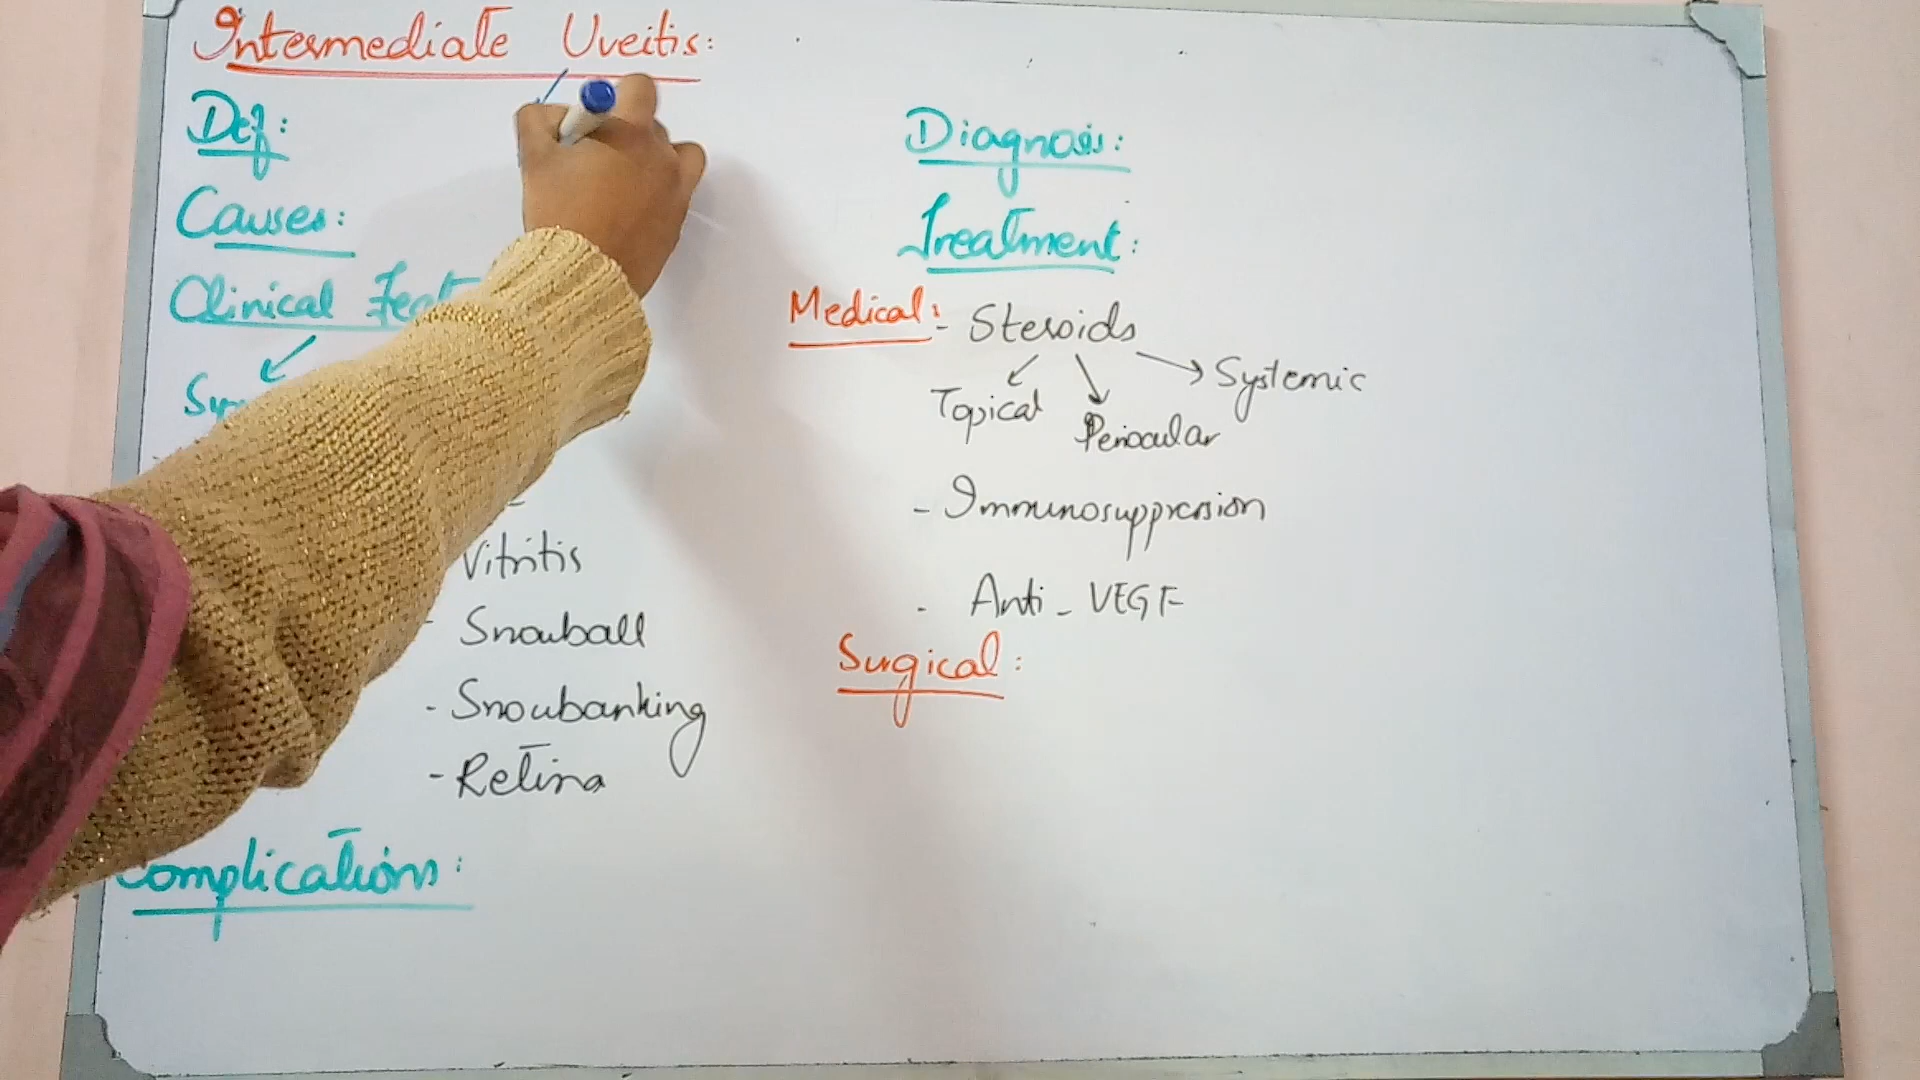 Intermediate Uveitis:
Def:
Causes:
Clinical
Vitritis
- Snowball
- Snowbanking
- Retina
Complications:
Diagnosis:
Treatment:
Medical: - Steroids
Topical Periocular Systemic
- Immunosuppression
- Anti-VEGF
Surgical: